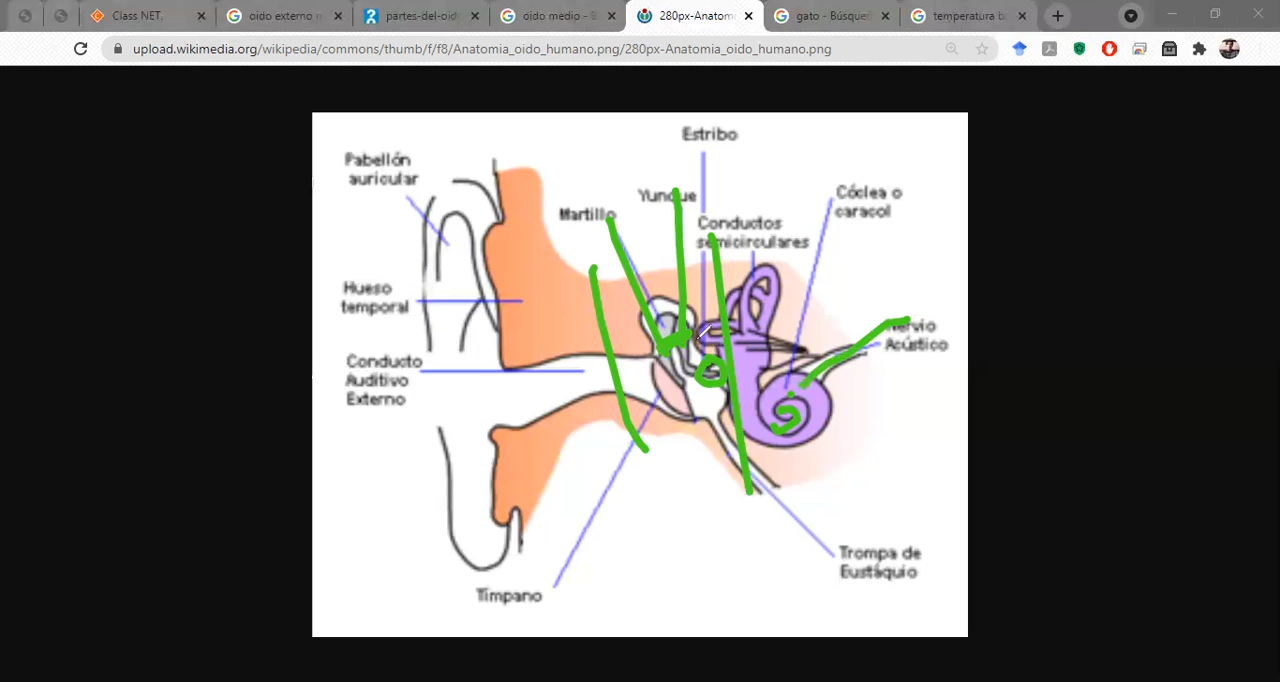 Class NET.
oido externo m
partes-del-oido
oido medio - B
280px-Anatom
gato - Búsque
temperatura b
upload.wikimedia.org/wikipedia/commons/thumb/f/f8/Anatomia_oido_humano.png/280px-Anatomia_oido_humano.png
Estribo
Pabellón
auricular
Yunque
Martillo
Cóclea o
caracol
Conductos
semicirculares
Hueso
temporal
Nervio
Acústico
Conducto
Auditivo
Externo
Trompa de
Eustáquio
Tímpano